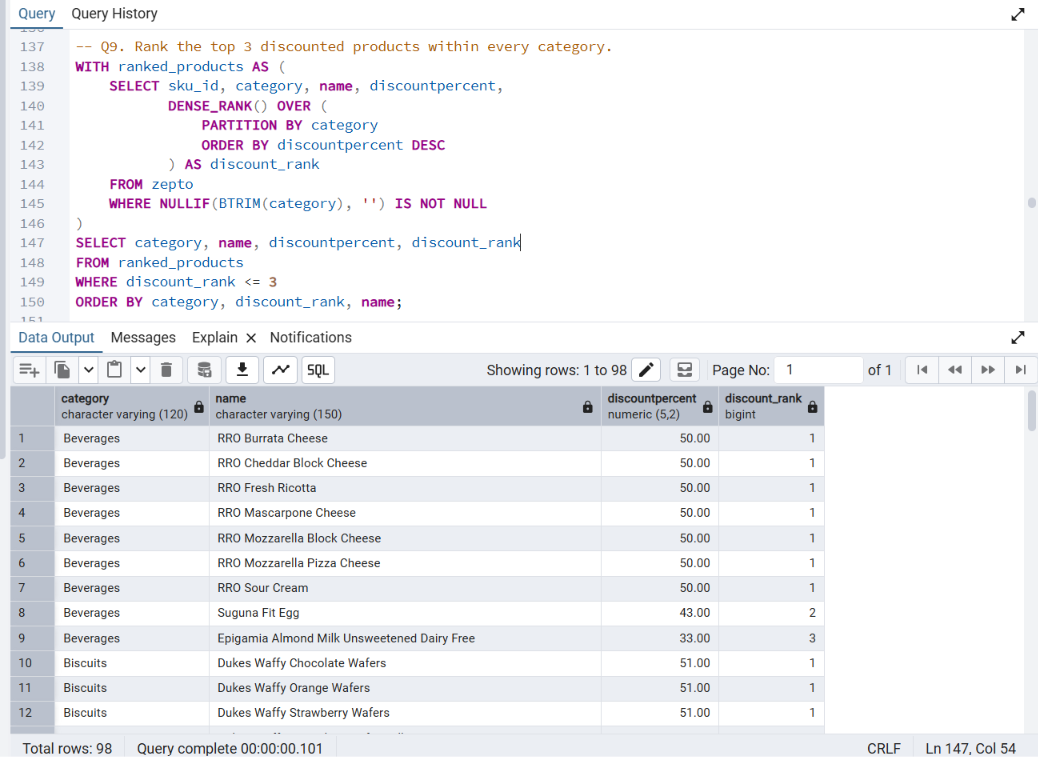 Query Query History
137 -- Q9. Rank the top 3 discounted products within every category.
138 WITH ranked_products AS (
139 SELECT sku_id, category, name, discountpercent,
140 DENSE_RANK() OVER (
141 PARTITION BY category
142 ORDER BY discountpercent DESC
143 ) AS discount_rank
144 FROM zepto
145 WHERE NULLIF(BTRIM(category), '') IS NOT NULL
146 )
147 SELECT category, name, discountpercent, discount_rank
148 FROM ranked_products
149 WHERE discount_rank <= 3
150 ORDER BY category, discount_rank, name;
151
Data Output Messages Explain Notifications
SQL Showing rows: 1 to 98 Page No: 1 of 1
category name discountpercent discount_rank
character varying (120) character varying (150) numeric (5,2) bigint
1 Beverages RRO Burrata Cheese 50.00 1
2 Beverages RRO Cheddar Block Cheese 50.00 1
3 Beverages RRO Fresh Ricotta 50.00 1
4 Beverages RRO Mascarpone Cheese 50.00 1
5 Beverages RRO Mozzarella Block Cheese 50.00 1
6 Beverages RRO Mozzarella Pizza Cheese 50.00 1
7 Beverages RRO Sour Cream 50.00 1
8 Beverages Suguna Fit Egg 43.00 2
9 Beverages Epigamia Almond Milk Unsweetened Dairy Free 33.00 3
10 Biscuits Dukes Waffy Chocolate Wafers 51.00 1
11 Biscuits Dukes Waffy Orange Wafers 51.00 1
12 Biscuits Dukes Waffy Strawberry Wafers 51.00 1
Total rows: 98 Query complete 00:00:00.101 CRLF Ln 147, Col 54